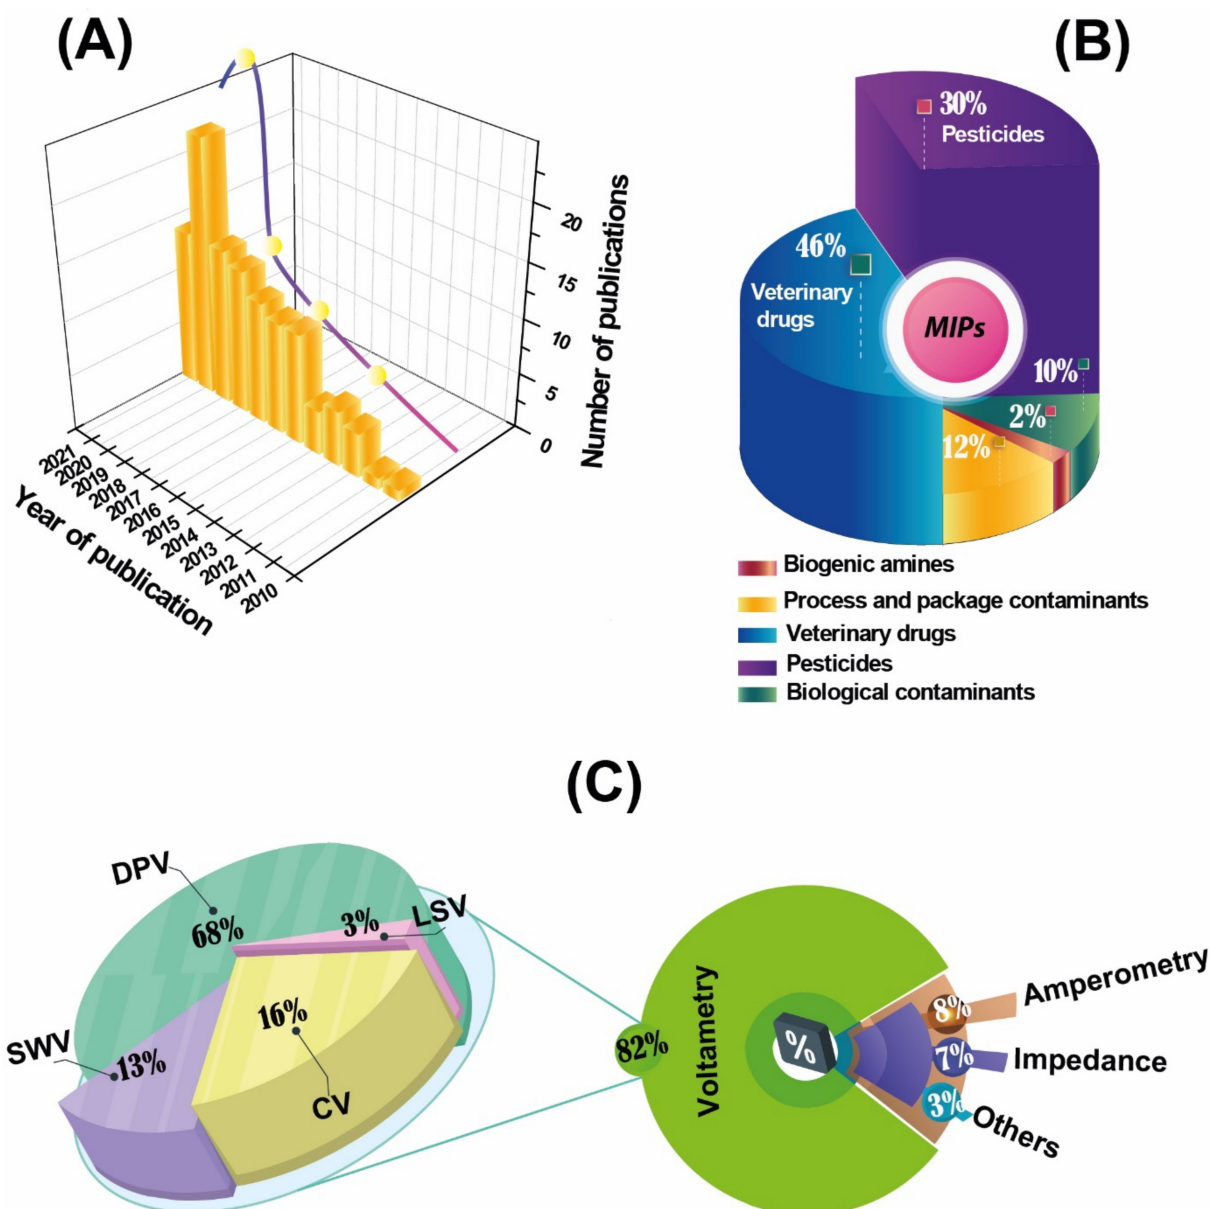 (A)
20
15
10
5
0
Number of publications
2021
2020
2019
2018
2017
2016
2015
2014
2013
2012
2011
2010
Year of publication
(B)
30%
Pesticides
46%
Veterinary
drugs
MIPs
10%
2%
12%
Biogenic amines
Process and package contaminants
Veterinary drugs
Pesticides
Biological contaminants
(C)
DPV
68%
3%
LSV
16%
SWV
13%
CV
82%
Voltametry
%
8%
Amperometry
7%
Impedance
3%
Others